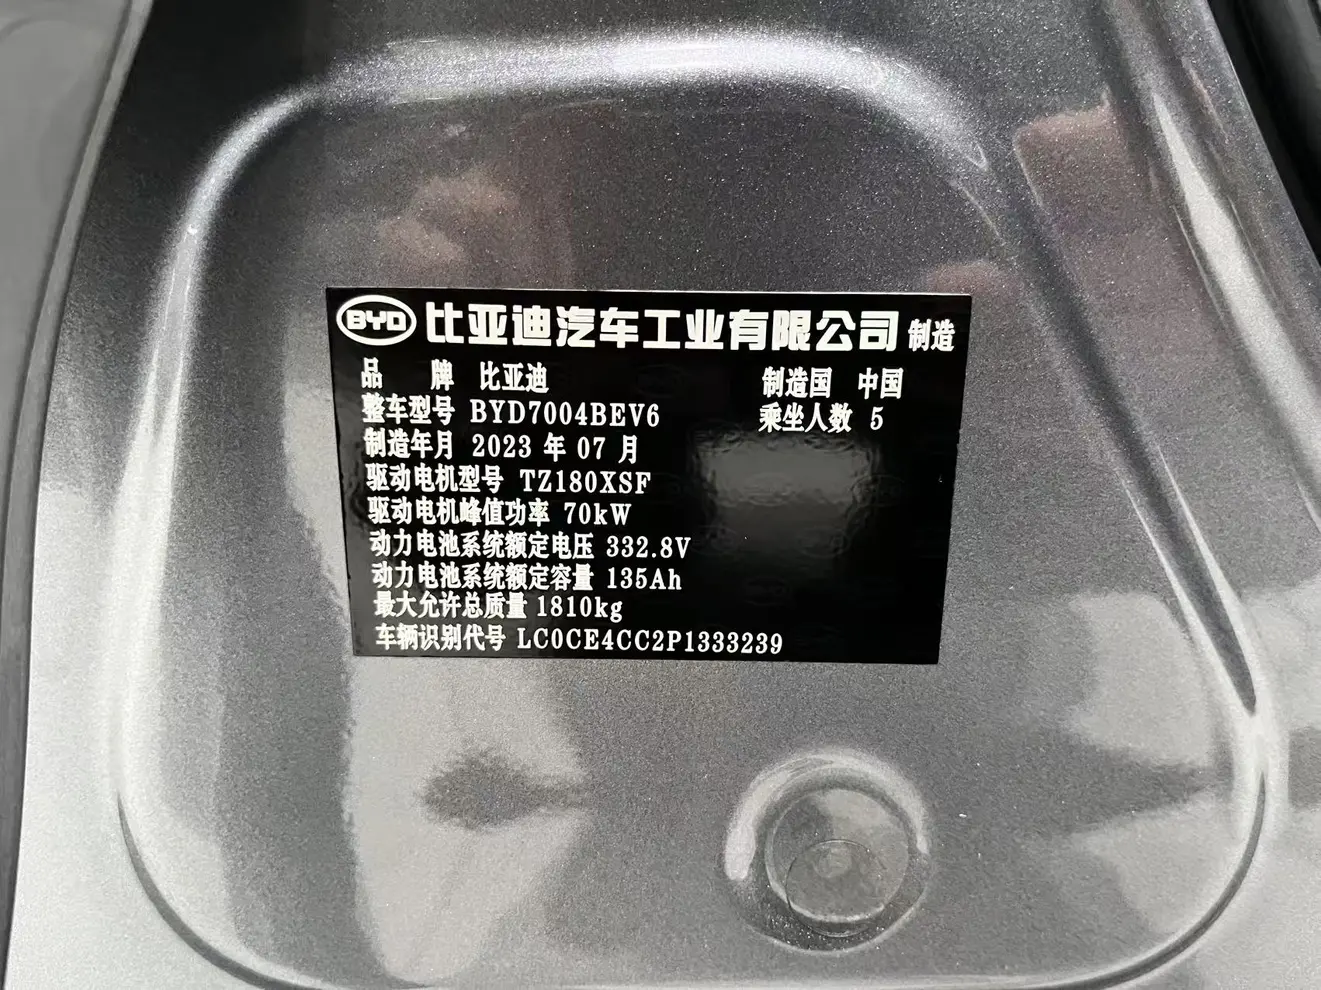 BYD 比亚迪汽车工业有限公司 制造
品 牌 比亚迪 制造国 中国
整车型号 BYD7004BEV6 乘坐人数 5
制造年月 2023 年 07 月
驱动电机型号 TZ180XSF
驱动电机峰值功率 70kW
动力电池系统额定电压 332.8V
动力电池系统额定容量 135Ah
最大允许总质量 1810kg
车辆识别代号 LC0CE4CC2P1333239